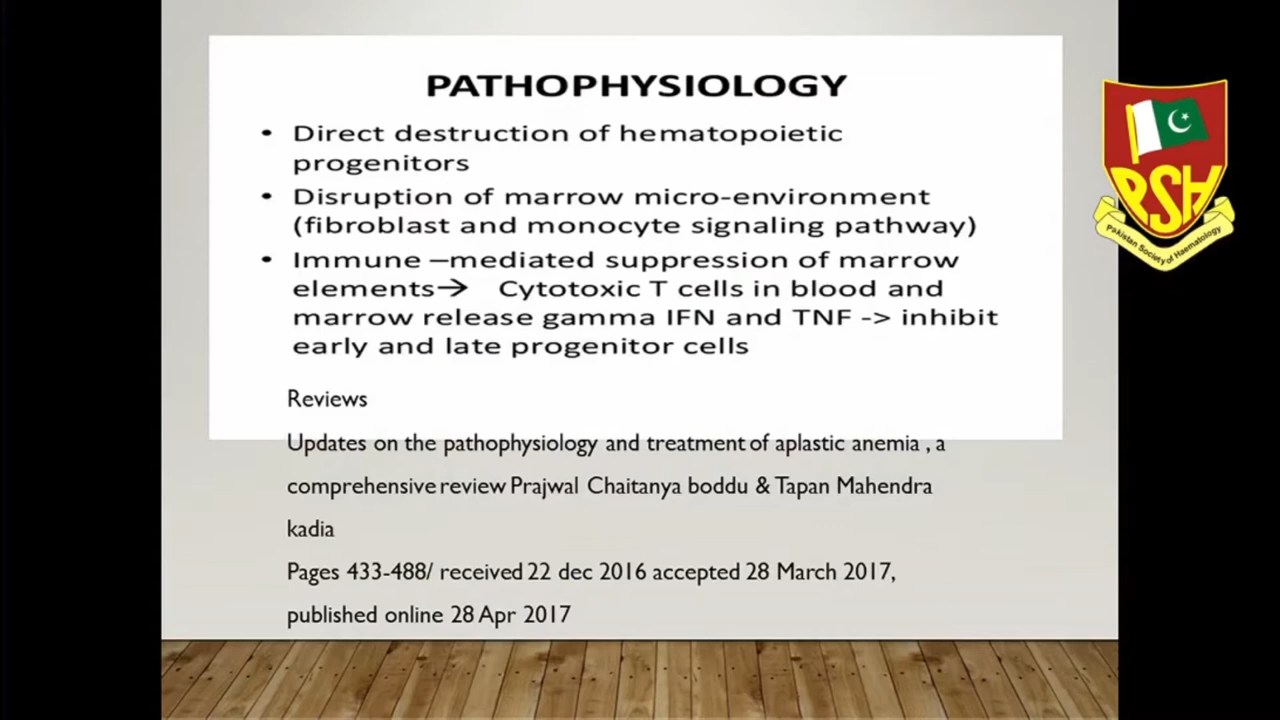 PATHOPHYSIOLOGY
• Direct destruction of hematopoietic
progenitors
• Disruption of marrow micro-environment
(fibroblast and monocyte signaling pathway)
• Immune –mediated suppression of marrow
elements→ Cytotoxic T cells in blood and
marrow release gamma IFN and TNF -> inhibit
early and late progenitor cells
Reviews
Updates on the pathophysiology and treatment of aplastic anemia , a
comprehensive review Prajwal Chaitanya boddu & Tapan Mahendra
kadia
Pages 433-488/ received 22 dec 2016 accepted 28 March 2017,
published online 28 Apr 2017
PSH
Pakistan Society of Haematology